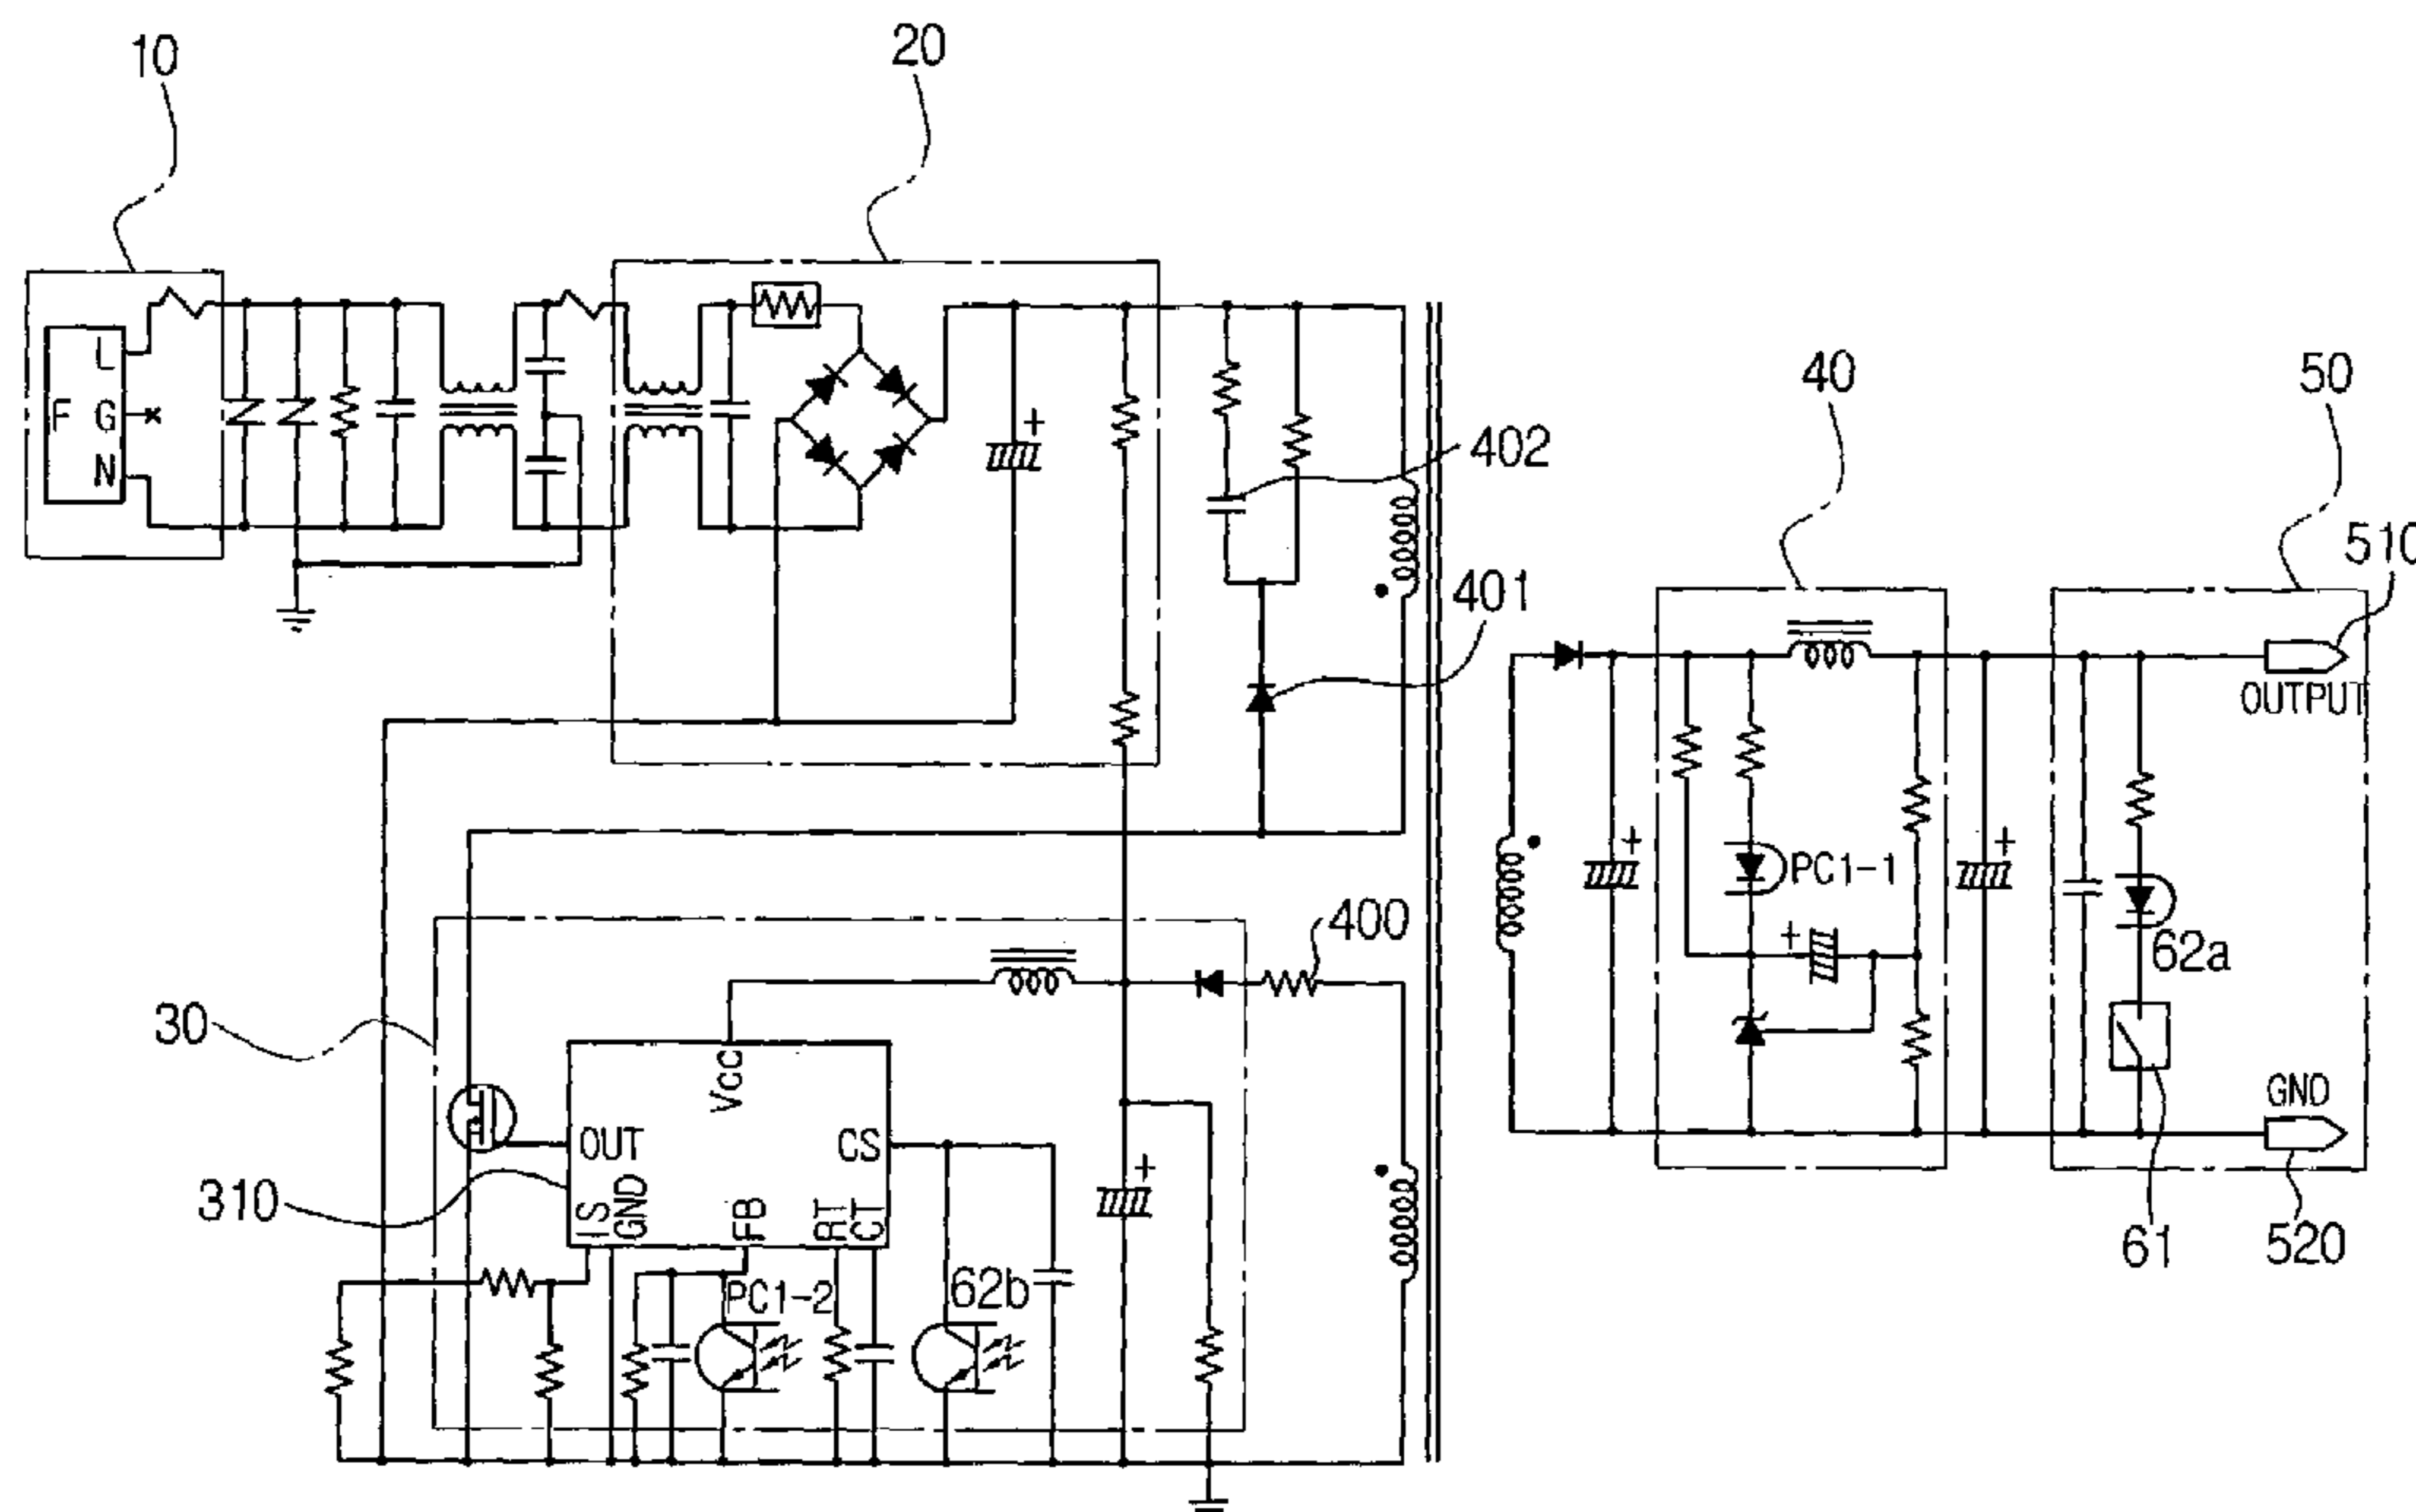 10
20
L
F G
N
402
401
40
50
510
OUTPUT
PC1-1
400
62a
30
Vcc
OUT
CS
GND
310
IS
GND
FB
RT
CT
PC1-2
62b
61
520
+
+
+
+
+